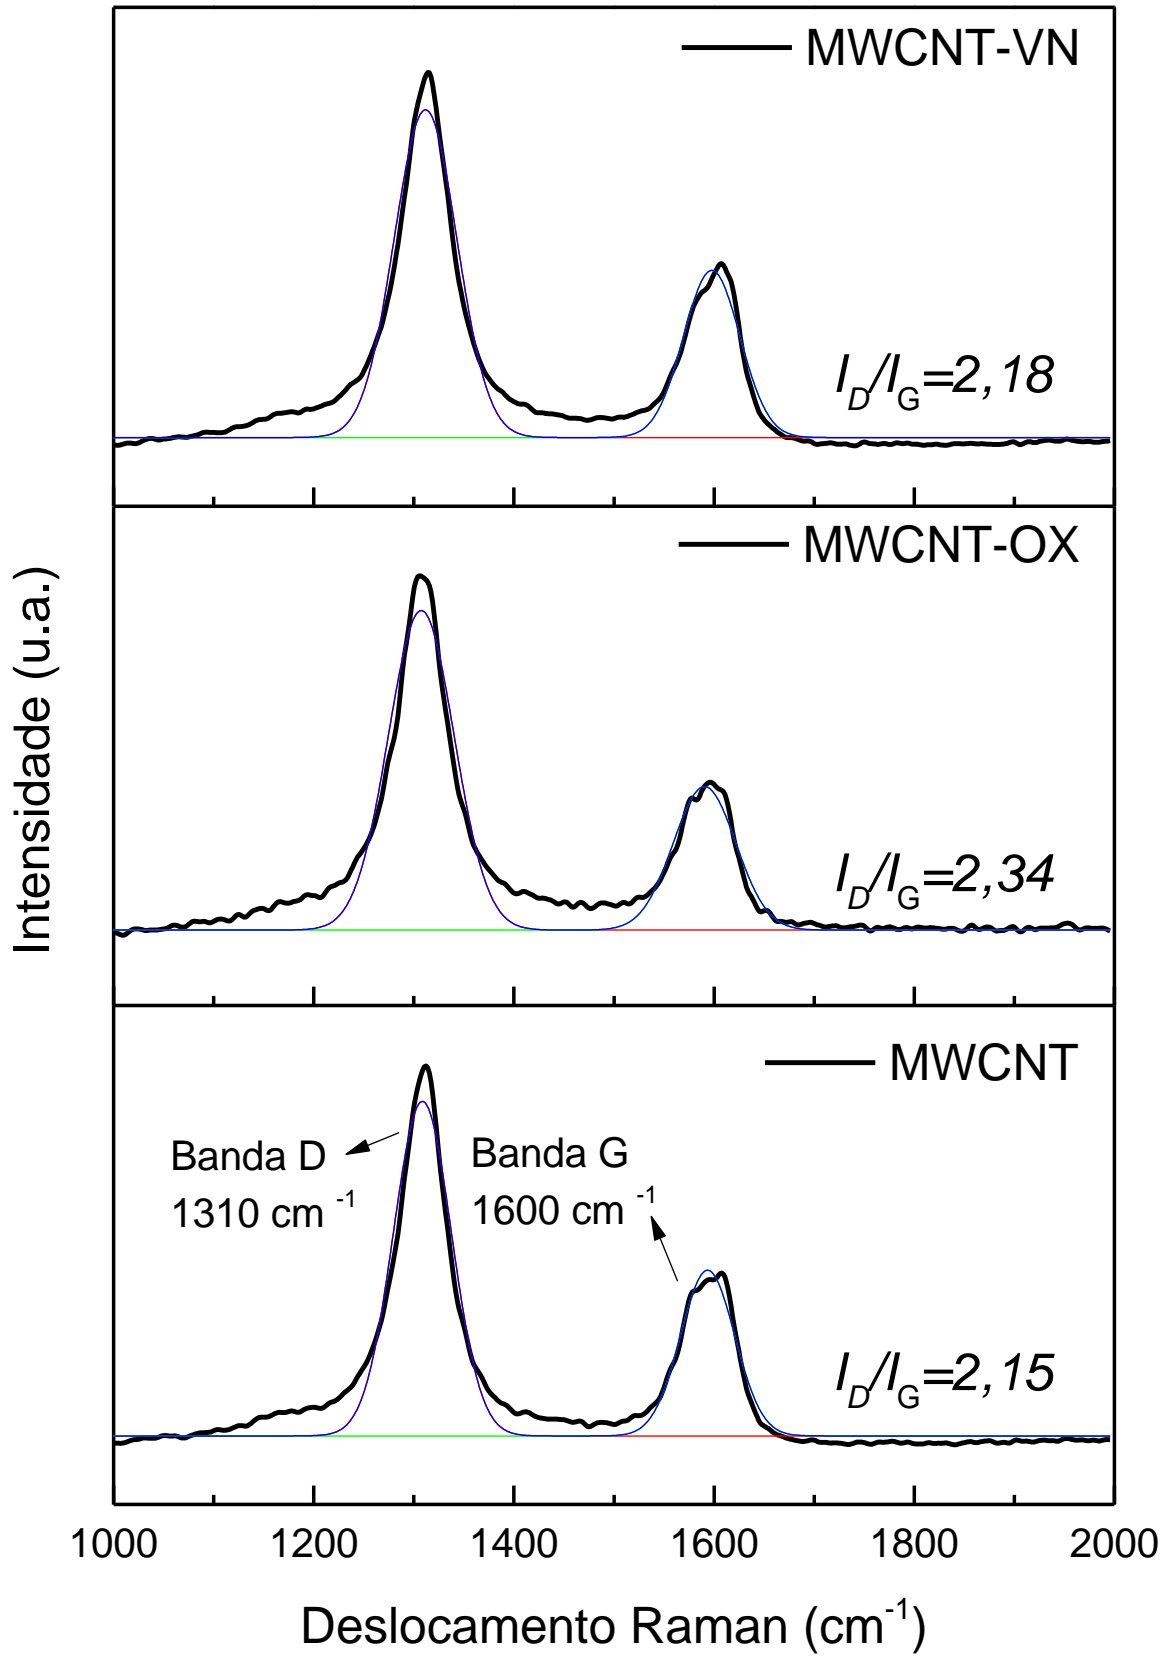 MWCNT-VN
I_D/I_G=2,18
MWCNT-OX
I_D/I_G=2,34
MWCNT
Banda D
1310 cm ⁻¹
Banda G
1600 cm ⁻¹
I_D/I_G=2,15
Intensidade (u.a.)
1000 1200 1400 1600 1800 2000
Deslocamento Raman (cm⁻¹)